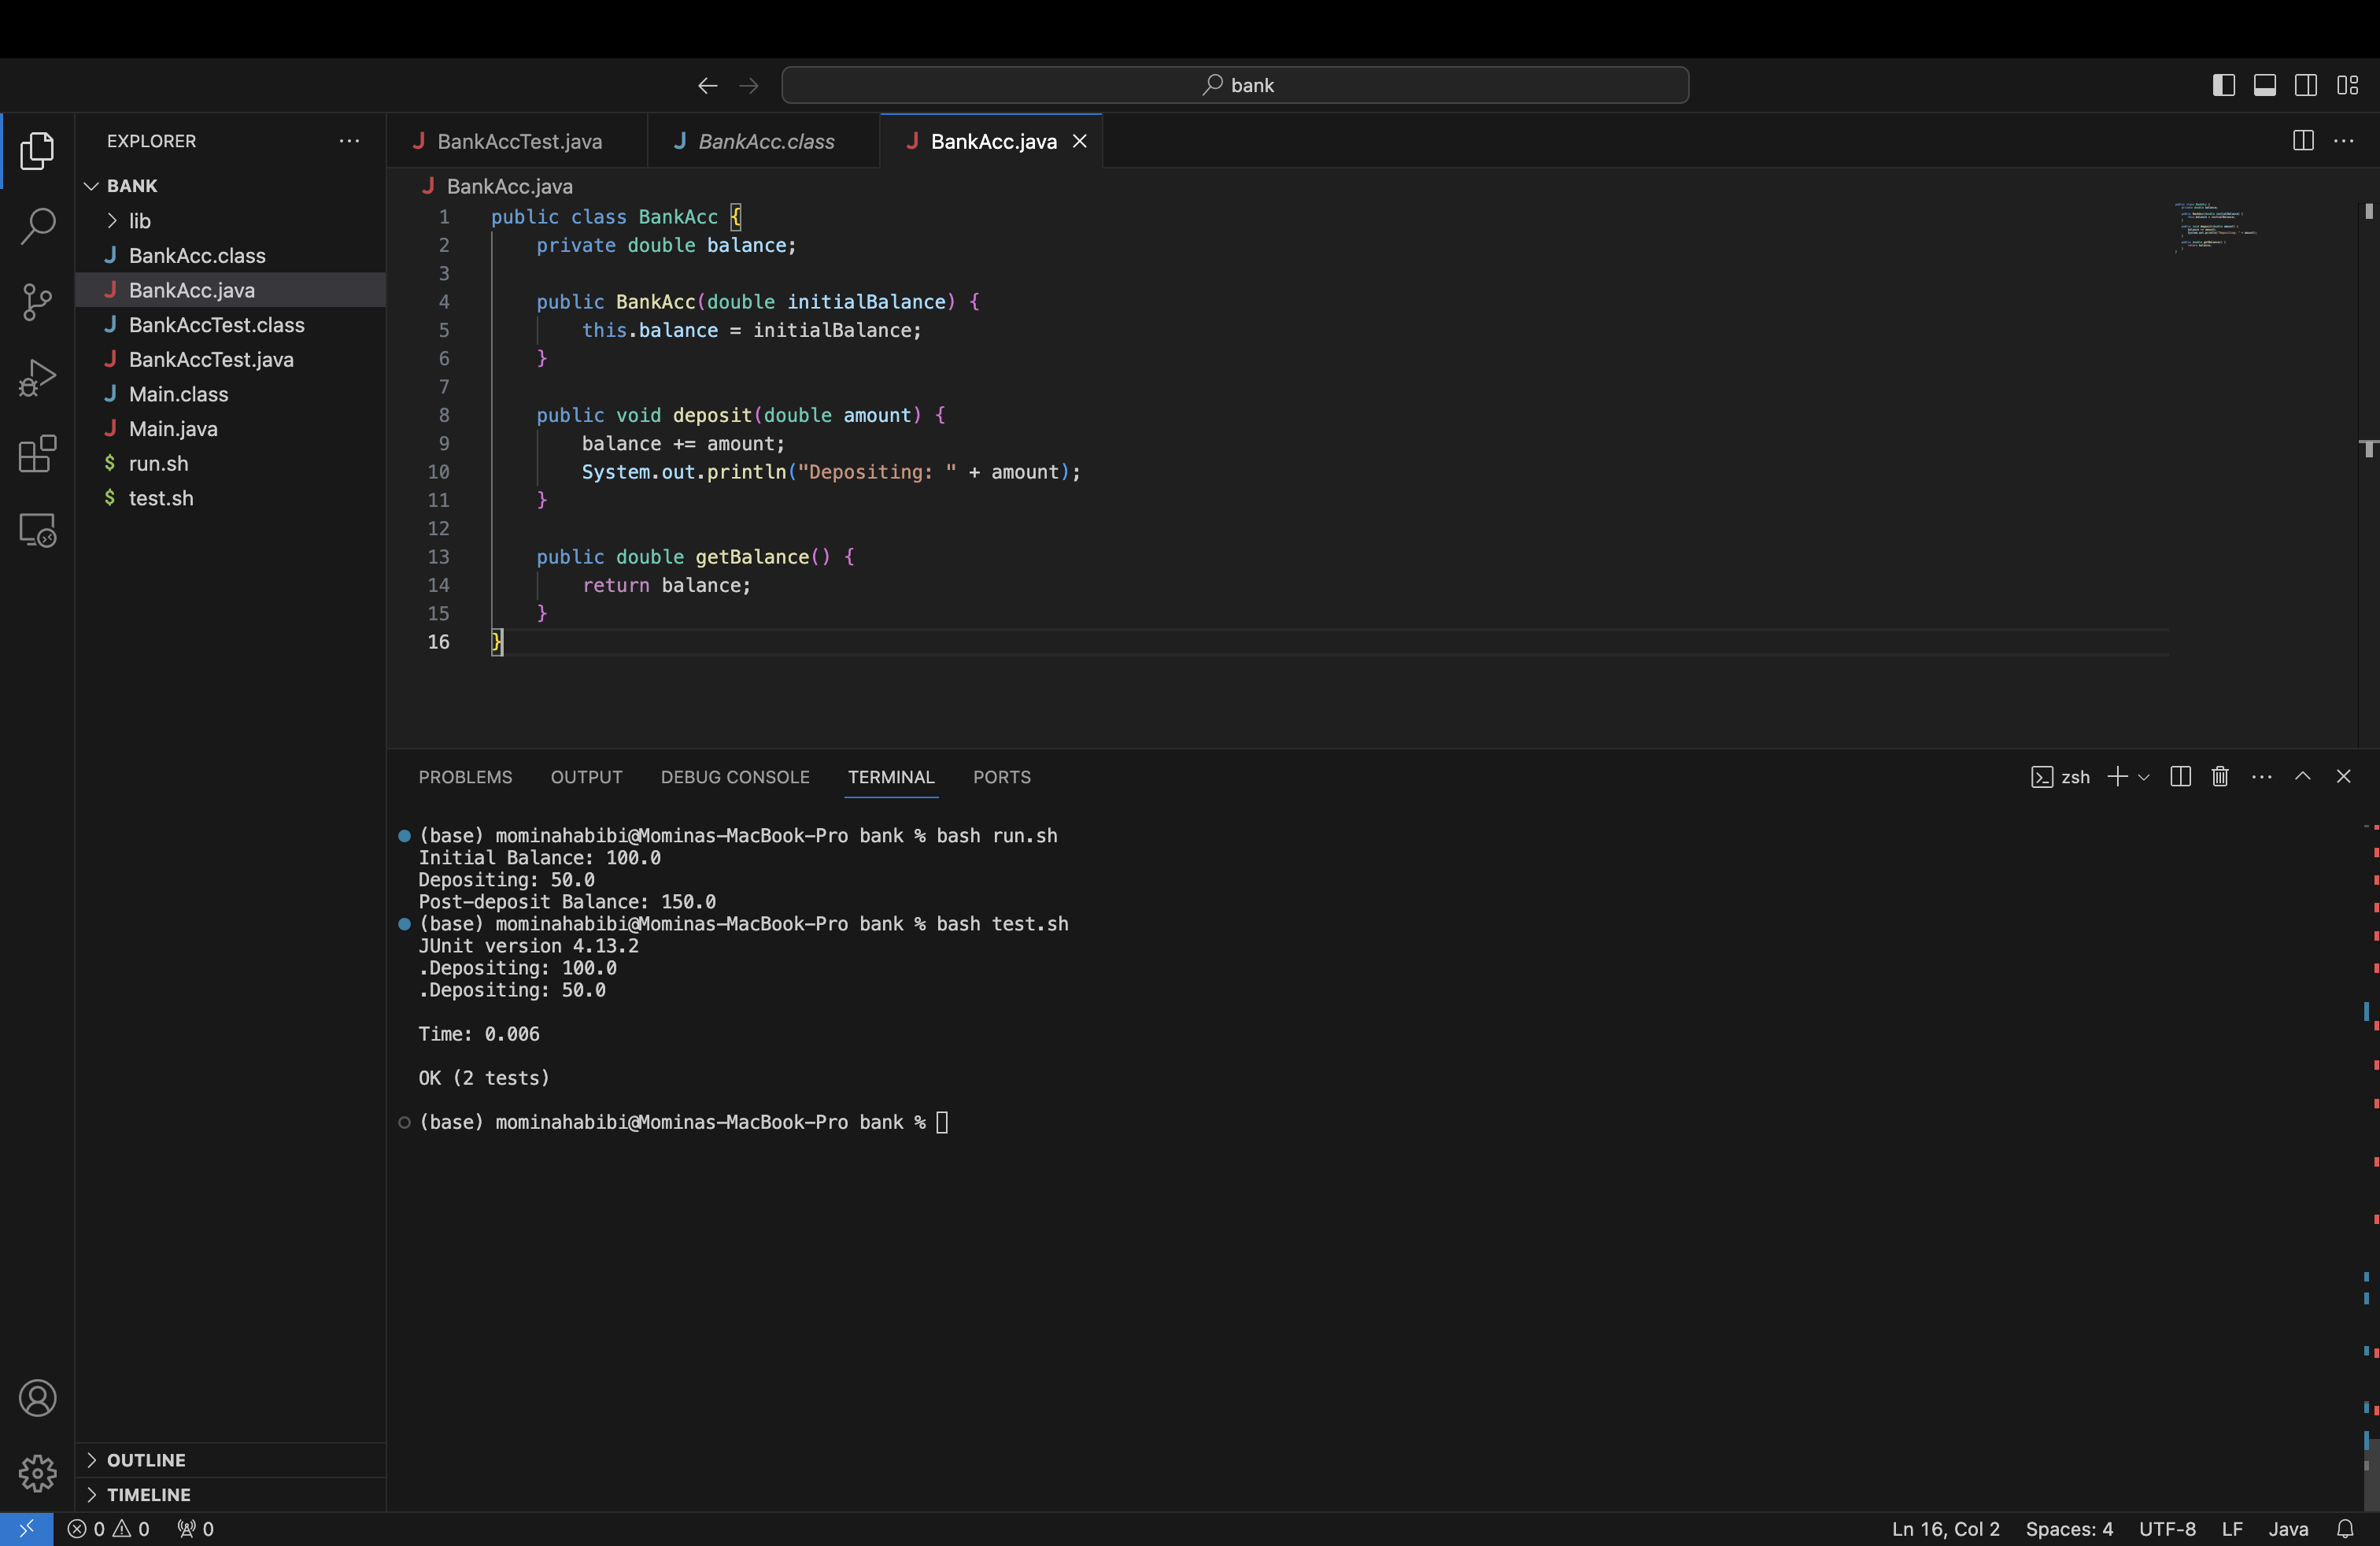 bank
EXPLORER
BANK
lib
BankAcc.class
BankAcc.java
BankAccTest.class
BankAccTest.java
Main.class
Main.java
$ run.sh
$ test.sh
OUTLINE
TIMELINE
J BankAccTest.java J BankAcc.class J BankAcc.java
J BankAcc.java
1 public class BankAcc {
2     private double balance;
3
4     public BankAcc(double initialBalance) {
5         this.balance = initialBalance;
6     }
7
8     public void deposit(double amount) {
9         balance += amount;
10         System.out.println("Depositing: " + amount);
11     }
12
13     public double getBalance() {
14         return balance;
15     }
16 }
PROBLEMS OUTPUT DEBUG CONSOLE TERMINAL PORTS zsh
(base) mominahabibi@Mominas-MacBook-Pro bank % bash run.sh
Initial Balance: 100.0
Depositing: 50.0
Post-deposit Balance: 150.0
(base) mominahabibi@Mominas-MacBook-Pro bank % bash test.sh
JUnit version 4.13.2
.Depositing: 100.0
.Depositing: 50.0
Time: 0.006
OK (2 tests)
(base) mominahabibi@Mominas-MacBook-Pro bank %
0 0 0 Ln 16, Col 2 Spaces: 4 UTF-8 LF Java